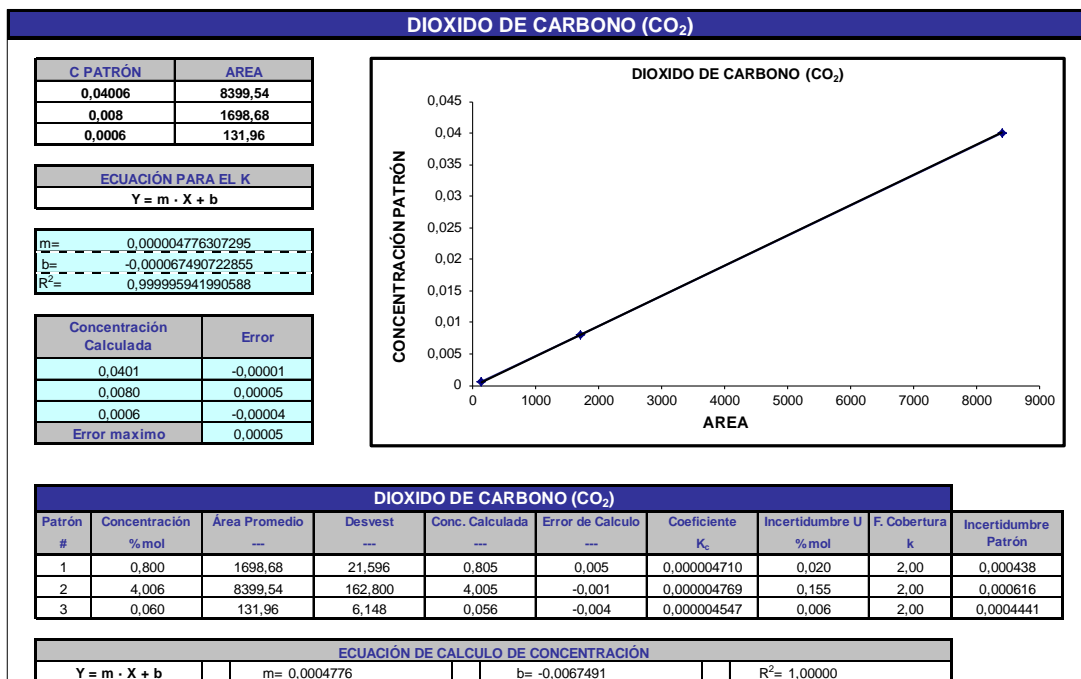 DIOXIDO DE CARBONO (CO₂)
C PATRÓN AREA
0,04006 8399,54
0,008 1698,68
0,0006 131,96
ECUACIÓN PARA EL K
Y = m · X + b
m= 0,000004776307295
b= -0,000067490722855
R²= 0,999995941990588
Concentración Calculada Error
0,0401 -0,00001
0,0080 0,00005
0,0006 -0,00004
Error maximo 0,00005
DIOXIDO DE CARBONO (CO₂)
CONCENTRACIÓN PATRÓN
0,045
0,04
0,035
0,03
0,025
0,02
0,015
0,01
0,005
0
0 1000 2000 3000 4000 5000 6000 7000 8000 9000
AREA
DIOXIDO DE CARBONO (CO₂)
Patrón Concentración Área Promedio Desvest Conc. Calculada Error de Calculo Coeficiente Incertidumbre U F. Cobertura Incertidumbre Patrón
# %mol --- --- --- --- K꜀ %mol k
1 0,800 1698,68 21,596 0,805 0,005 0,000004710 0,020 2,00 0,000438
2 4,006 8399,54 162,800 4,005 -0,001 0,000004769 0,155 2,00 0,000616
3 0,060 131,96 6,148 0,056 -0,004 0,000004547 0,006 2,00 0,0004441
ECUACIÓN DE CALCULO DE CONCENTRACIÓN
Y = m · X + b m= 0,0004776 b= -0,0067491 R²= 1,00000